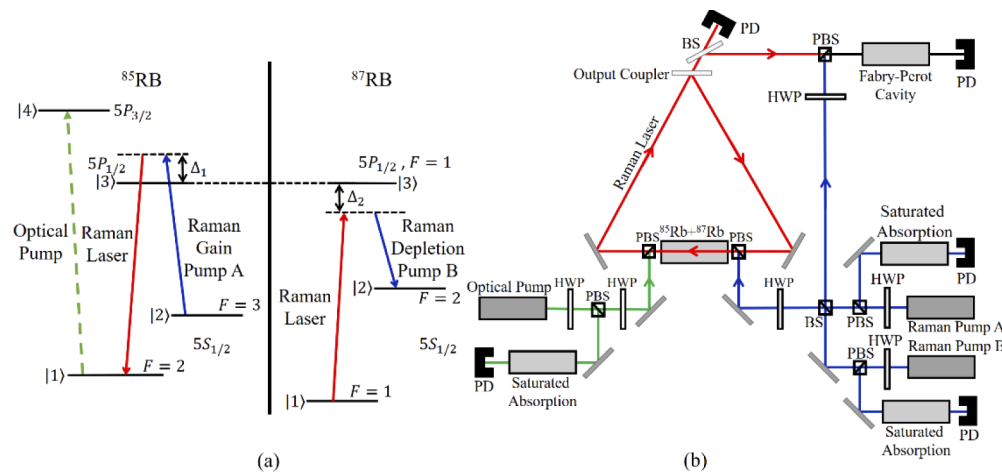 ⁸⁵RB
⁸⁷RB
|4⟩
5P₃/₂
5P₁/₂
|3⟩
Δ₁
5P₁/₂ , F = 1
|3⟩
Δ₂
Optical
Pump
Raman
Laser
Raman
Gain
Pump A
Raman
Depletion
Pump B
|2⟩
F = 3
|2⟩
F = 2
Raman
Laser
5S₁/₂
|1⟩
F = 2
|1⟩
F = 1
(a)
PD
BS
PBS
Output Coupler
Fabry-Perot
Cavity
PD
HWP
Raman Laser
⁸⁵Rb+⁸⁷Rb
PBS
PBS
Saturated
Absorption
PD
Optical Pump
HWP
PBS
HWP
HWP
BS
PBS
HWP
Raman Pump A
Raman Pump B
PBS
HWP
PD
Saturated
Absorption
Saturated
Absorption
PD
(b)